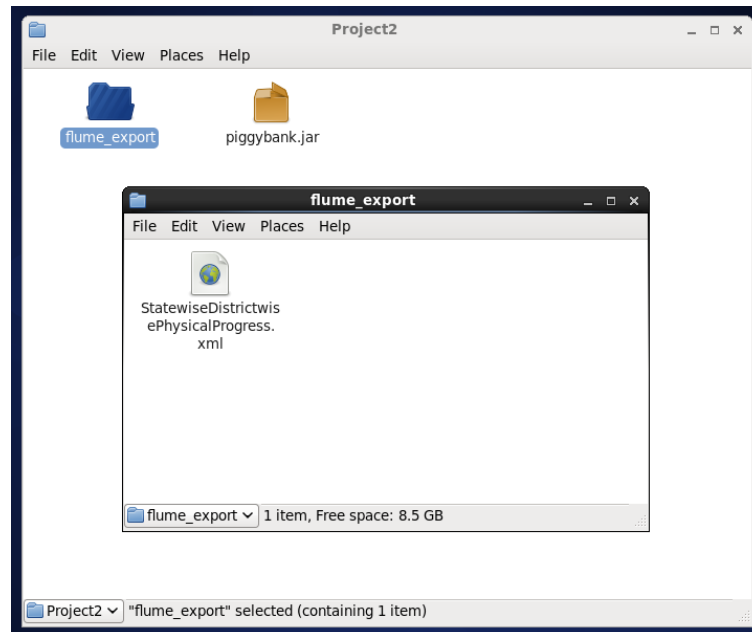 Project2
File Edit View Places Help
flume_export
piggybank.jar
flume_export
File Edit View Places Help
StatewiseDistrictwis
ePhysicalProgress.
xml
flume_export 1 item, Free space: 8.5 GB
Project2 "flume_export" selected (containing 1 item)